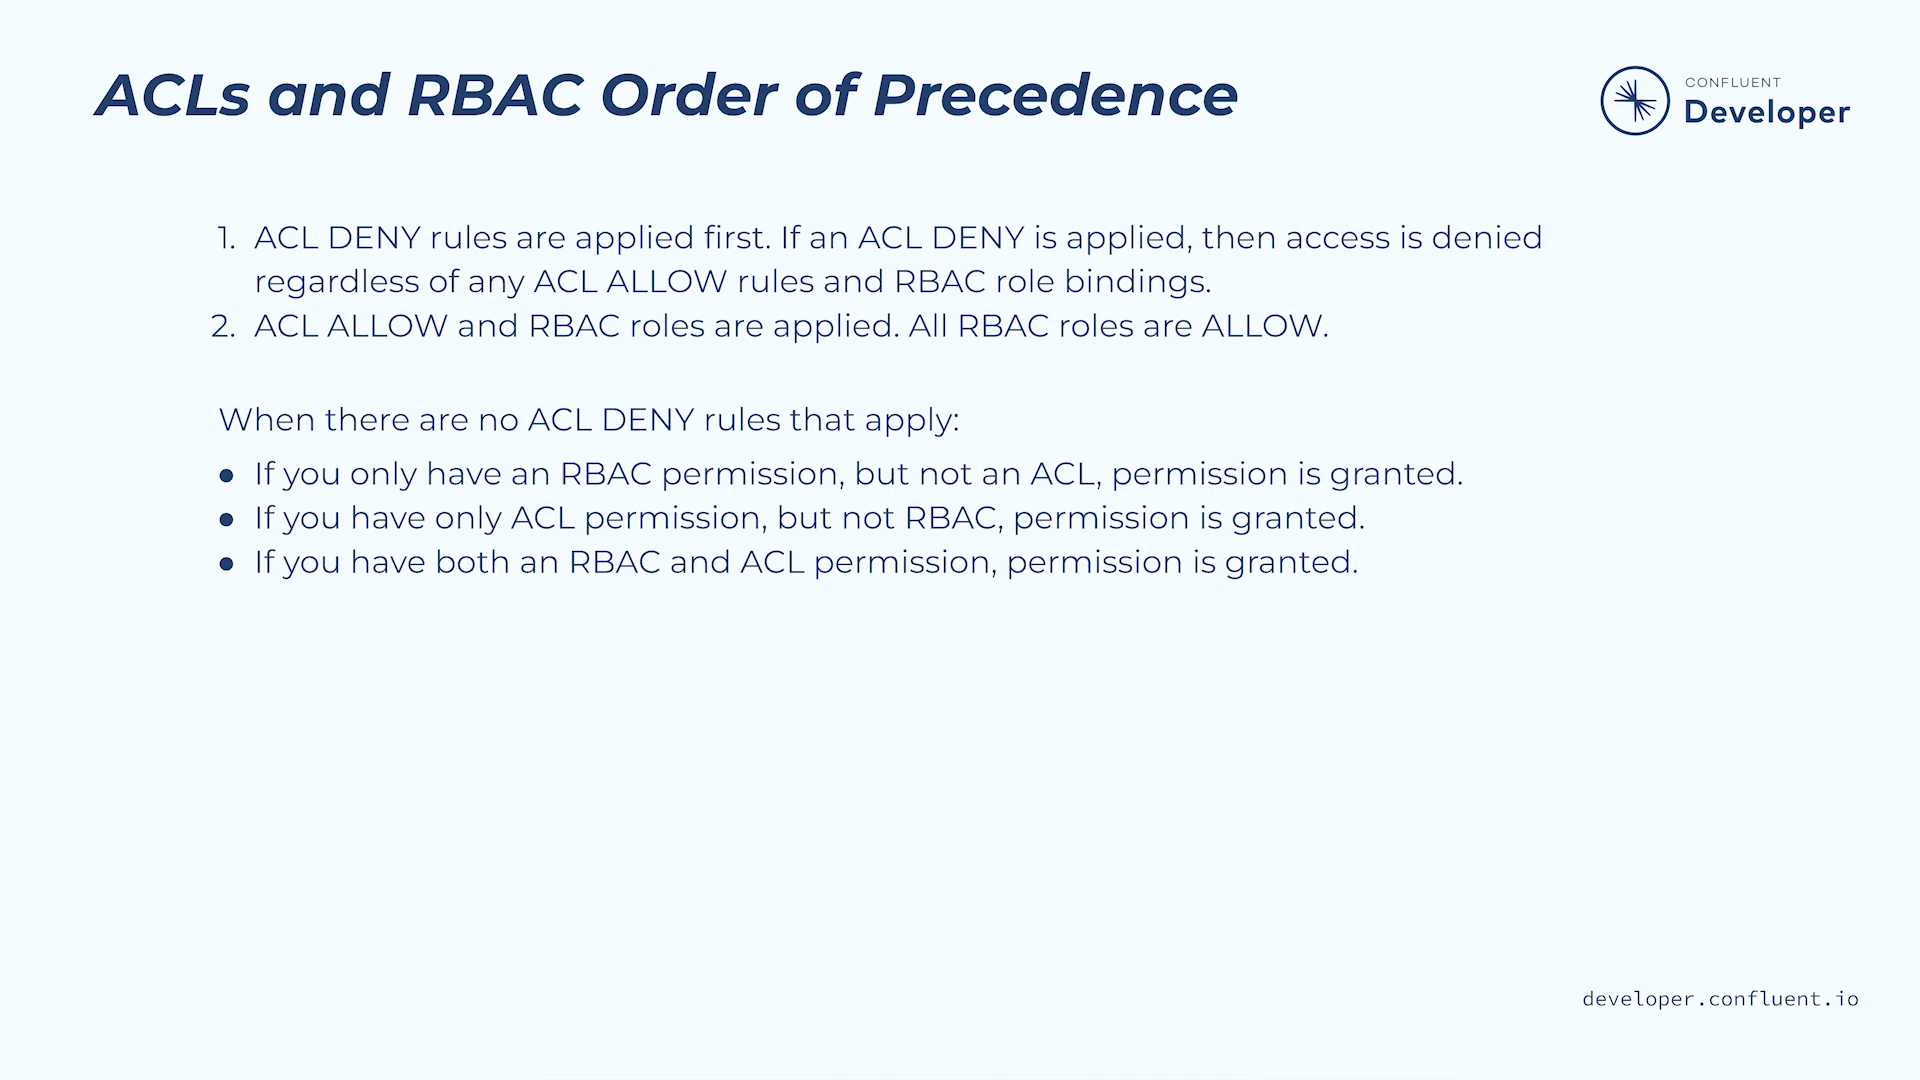 ACLs and RBAC Order of Precedence
CONFLUENT
Developer
1. ACL DENY rules are applied first. If an ACL DENY is applied, then access is denied
regardless of any ACL ALLOW rules and RBAC role bindings.
2. ACL ALLOW and RBAC roles are applied. All RBAC roles are ALLOW.
When there are no ACL DENY rules that apply:
● If you only have an RBAC permission, but not an ACL, permission is granted.
● If you have only ACL permission, but not RBAC, permission is granted.
● If you have both an RBAC and ACL permission, permission is granted.
developer.confluent.io